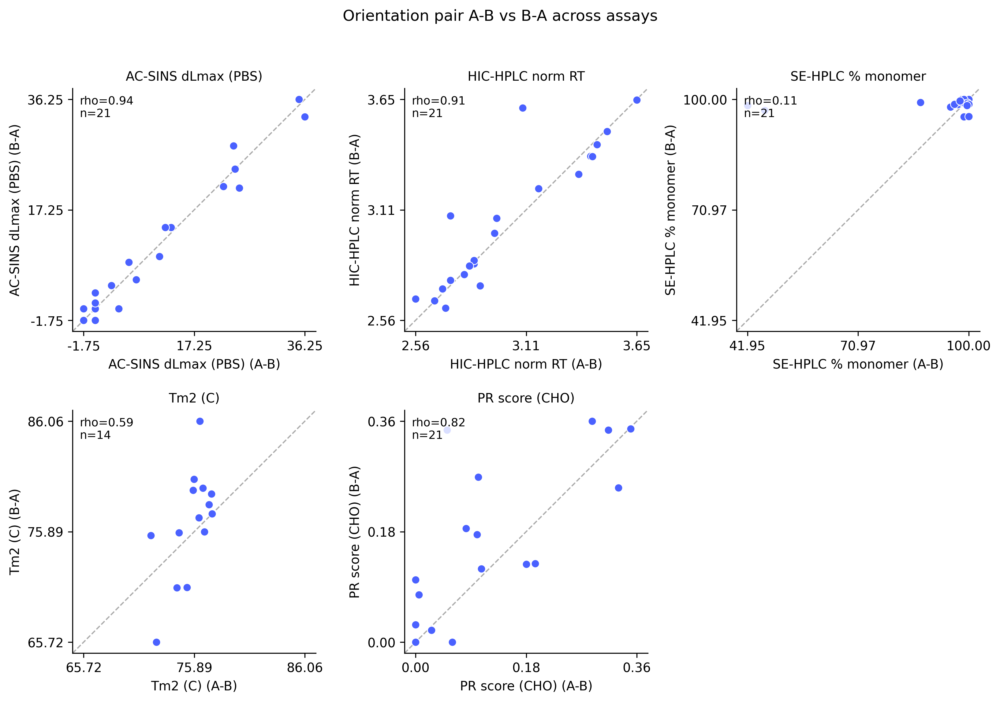 Orientation pair A-B vs B-A across assays
AC-SINS dLmax (PBS)
rho=0.94
n=21
36.25
17.25
-1.75
-1.75
17.25
36.25
AC-SINS dLmax (PBS) (B-A)
AC-SINS dLmax (PBS) (A-B)
HIC-HPLC norm RT
rho=0.91
n=21
3.65
3.11
2.56
2.56
3.11
3.65
HIC-HPLC norm RT (B-A)
HIC-HPLC norm RT (A-B)
SE-HPLC % monomer
rho=0.11
n=21
100.00
70.97
41.95
41.95
70.97
100.00
SE-HPLC % monomer (B-A)
SE-HPLC % monomer (A-B)
Tm2 (C)
rho=0.59
n=14
86.06
75.89
65.72
65.72
75.89
86.06
Tm2 (C) (B-A)
Tm2 (C) (A-B)
PR score (CHO)
rho=0.82
n=21
0.36
0.18
0.00
0.00
0.18
0.36
PR score (CHO) (B-A)
PR score (CHO) (A-B)